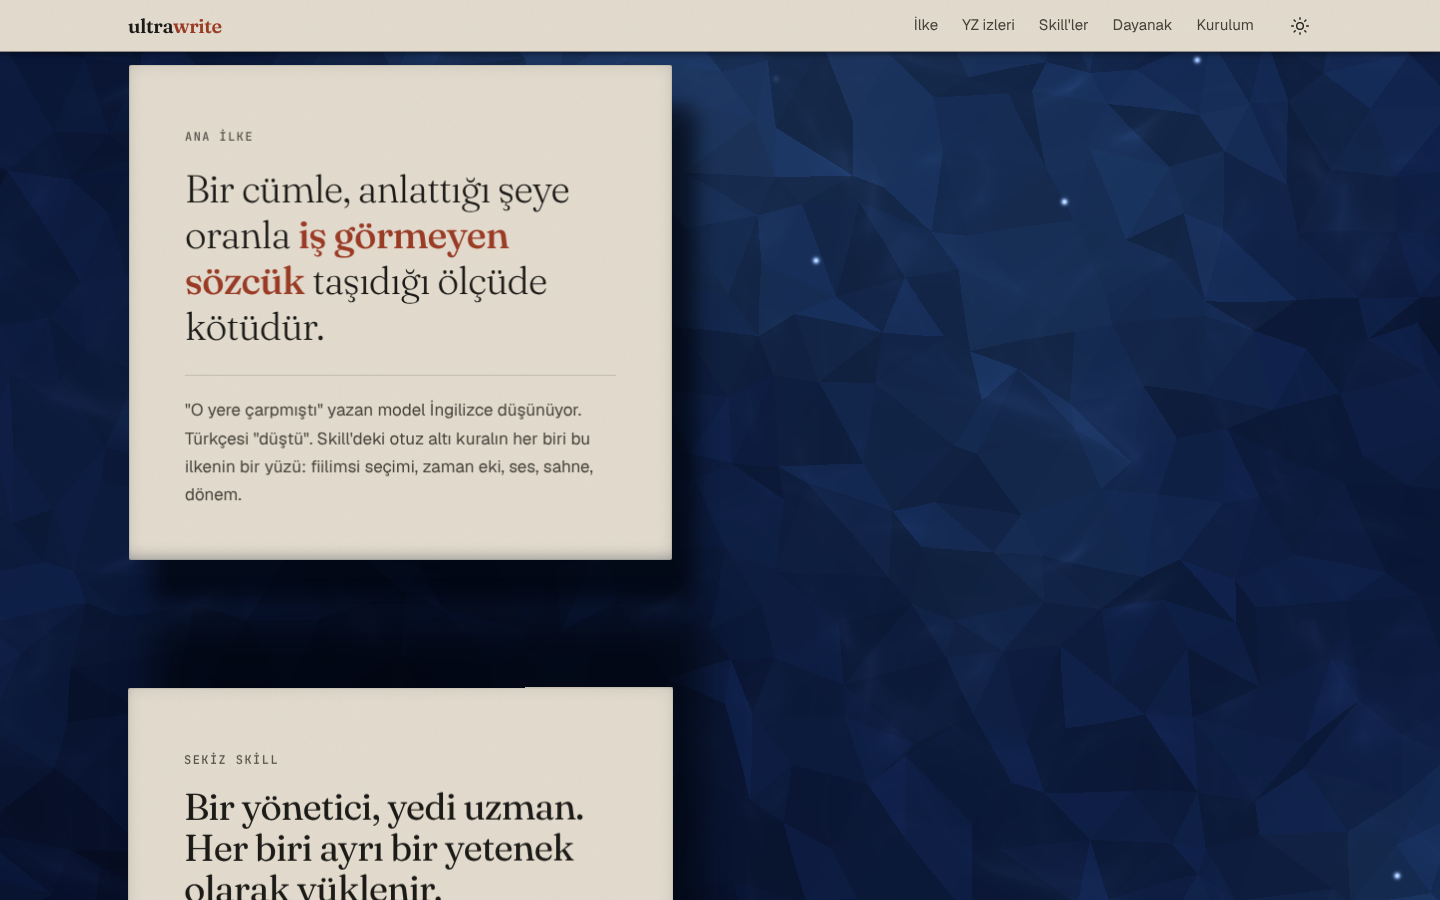 ultrawrite
İlke YZ izleri Skill'ler Dayanak Kurulum
ANA İLKE
Bir cümle, anlattığı şeye
oranla iş görmeyen
sözcük taşıdığı ölçüde
kötüdür.
"O yere çarpmıştı" yazan model İngilizce düşünüyor.
Türkçesi "düştü". Skill'deki otuz altı kuralın her biri bu
ilkenin bir yüzü: fiilimsi seçimi, zaman eki, ses, sahne,
dönem.
SEKİZ SKİLL
Bir yönetici, yedi uzman.
Her biri ayrı bir yetenek
olarak yüklenir.